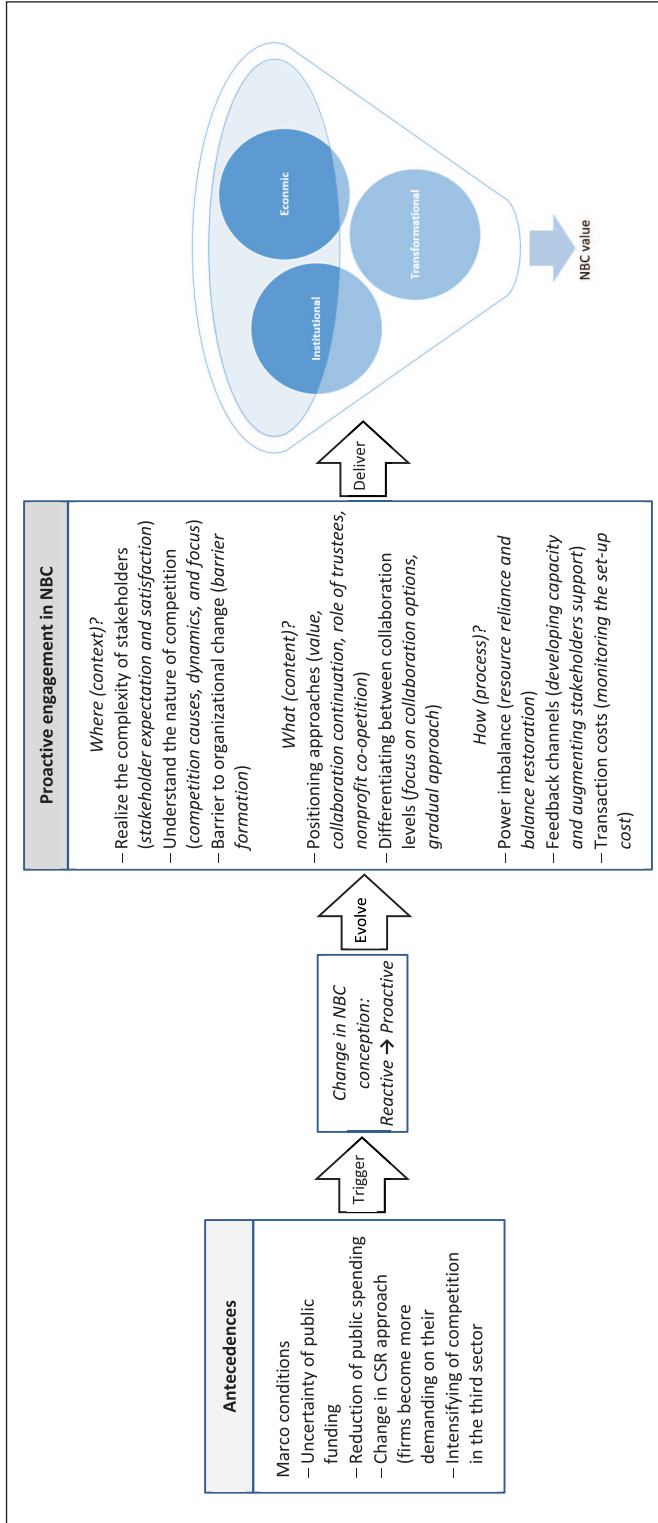 Antecedences
Marco conditions
– Uncertainty of public
funding
– Reduction of public spending
– Change in CSR approach
(firms become more
demanding on their
– Intensifying of competition
in the third sector
Trigger
Change in NBC
conception:
Reactive → Proactive
Evolve
Proactive engagement in NBC
Where (context)?
– Realize the complexity of stakeholders
(stakeholder expectation and satisfaction)
– Understand the nature of competition
(competition causes, dynamics, and focus)
– Barrier to organizational change (barrier
formation)
What (content)?
– Positioning approaches (value,
collaboration continuation, role of trustees,
nonprofit co-opetition)
– Differentiating between collaboration
levels (focus on collaboration options,
gradual approach)
How (process)?
– Power imbalance (resource reliance and
balance restoration)
– Feedback channels (developing capacity
and augmenting stakeholders support)
– Transaction costs (monitoring the set-up
cost)
Deliver
Institutional
Econmic
Transformational
NBC value